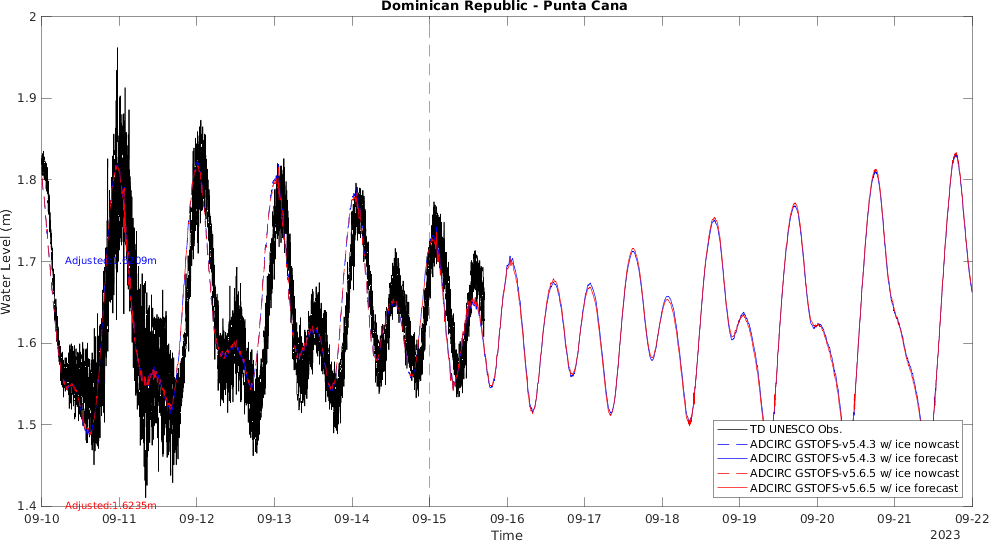 Dominican Republic - Punta Cana
Water Level (m)
2
1.9
1.8
1.7
1.6
1.5
1.4
Adjusted:
Adjusted:1.6235m
TD UNESCO Obs.
ADCIRC GSTOFS-v5.4.3 w/ ice nowcast
ADCIRC GSTOFS-v5.4.3 w/ ice forecast
ADCIRC GSTOFS-v5.6.5 w/ ice nowcast
ADCIRC GSTOFS-v5.6.5 w/ ice forecast
09-10 09-11 09-12 09-13 09-14 09-15 09-16 09-17 09-18 09-19 09-20 09-21 09-22
Time
2023